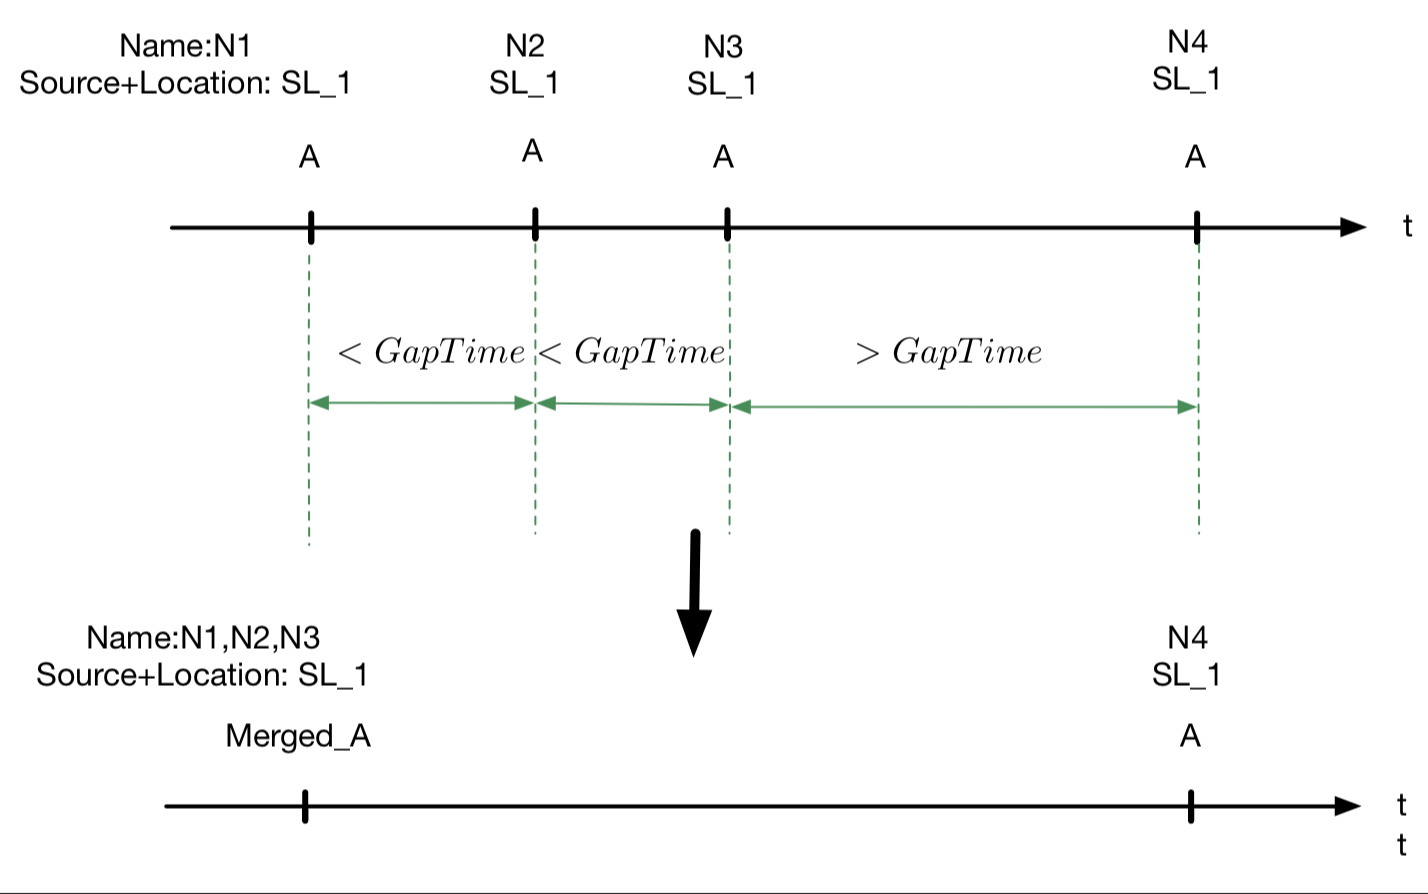 Name:N1
Source+Location: SL_1
N2
SL_1
N3
SL_1
N4
SL_1
A
A
A
A
t
< GapTime
< GapTime
> GapTime
Name:N1,N2,N3
Source+Location: SL_1
N4
SL_1
Merged_A
A
t
t